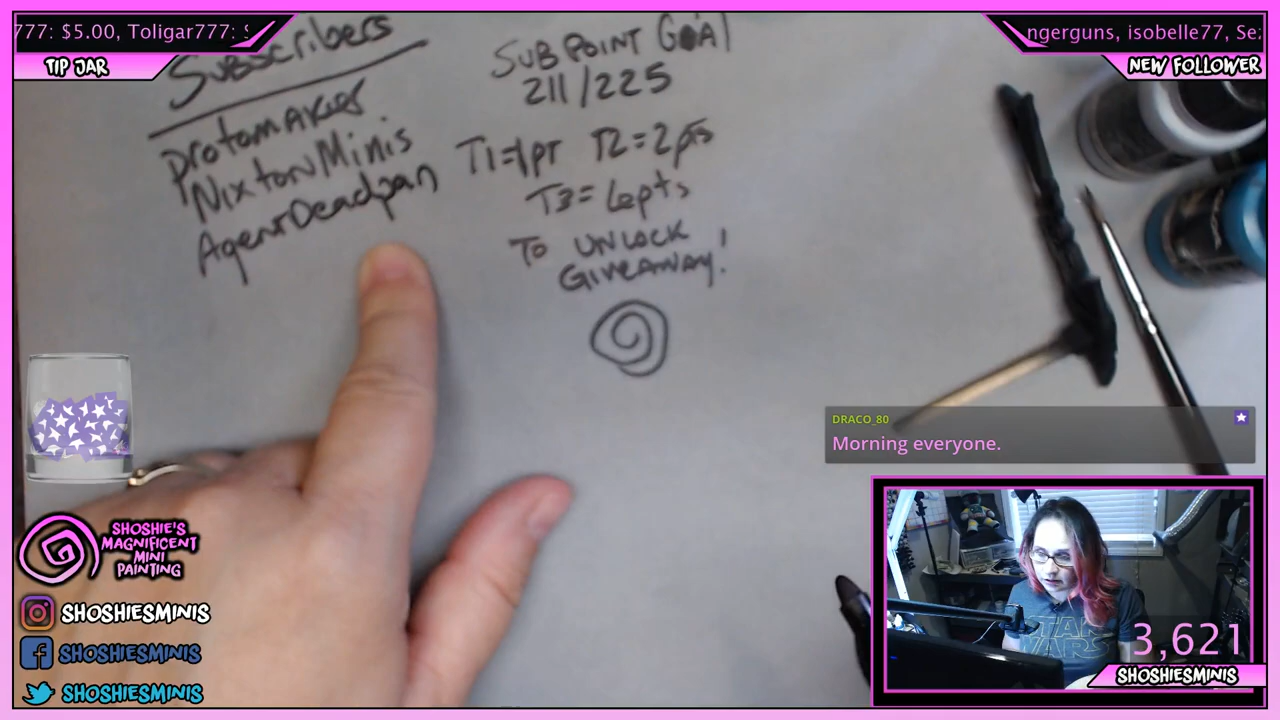 777: $5.00, Toligar777: $
TIP JAR
ngerguns, isobelle77, Se
NEW FOLLOWER
Subscribers
protomAKer
NixtonMinis
AgentDeadpan
SUB POINT GOAL
211/225
T1=1pt T2=2pts
T3=6pts
To UNLOCK
GIVEAWAY!
DRACO_80
Morning everyone.
SHOSHIE'S
MAGNIFICENT
MINI
PAINTING
SHOSHIESMINIS
SHOSHIESMINIS
SHOSHIESMINIS
STAR
WARS
3,621
SHOSHIESMINIS